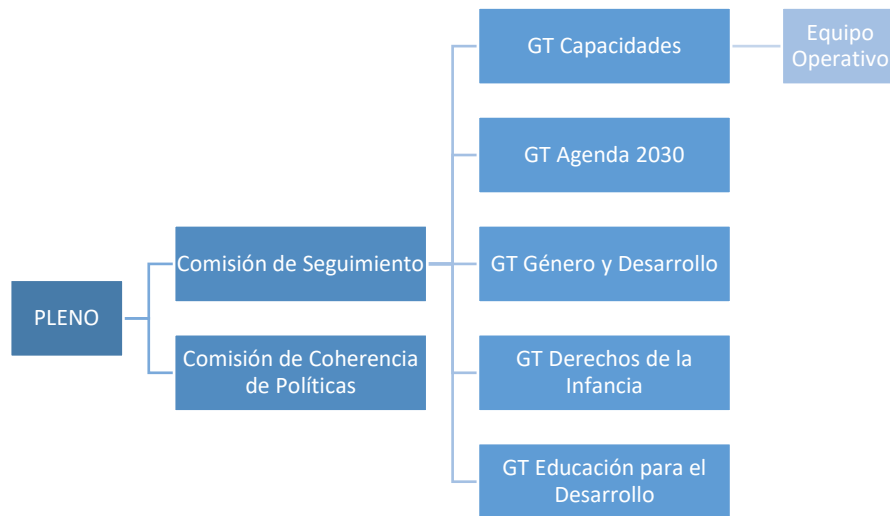 GT Capacidades
Equipo
Operativo
GT Agenda 2030
Comisión de Seguimiento
GT Género y Desarrollo
PLENO
Comisión de Coherencia
de Políticas
GT Derechos de la
Infancia
GT Educación para el
Desarrollo